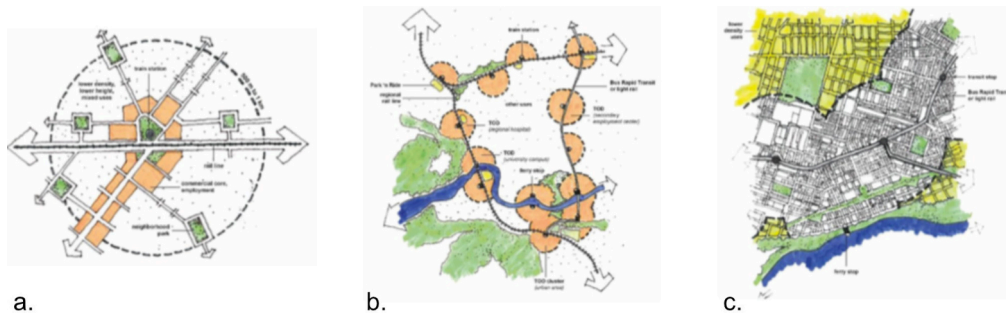 train station
lower density,
lower height,
mixed uses
rail line
commercial core,
employment
neighborhood
park
a.
train station
Park 'n Ride
regional
rail line
other uses
Bus Rapid Transit
or light rail
TOD
(secondary
employment center)
TOD
(regional hospital)
TOD
(university campus)
ferry stop
TOD cluster
(urban area)
b.
lower
density
uses
transit stop
Bus Rapid Transit
or light rail
ferry stop
c.